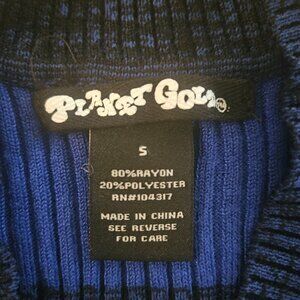 PLANET GOLD®
S
80%RAYON
20%POLYESTER
RN#104317
MADE IN CHINA
SEE REVERSE
FOR CARE